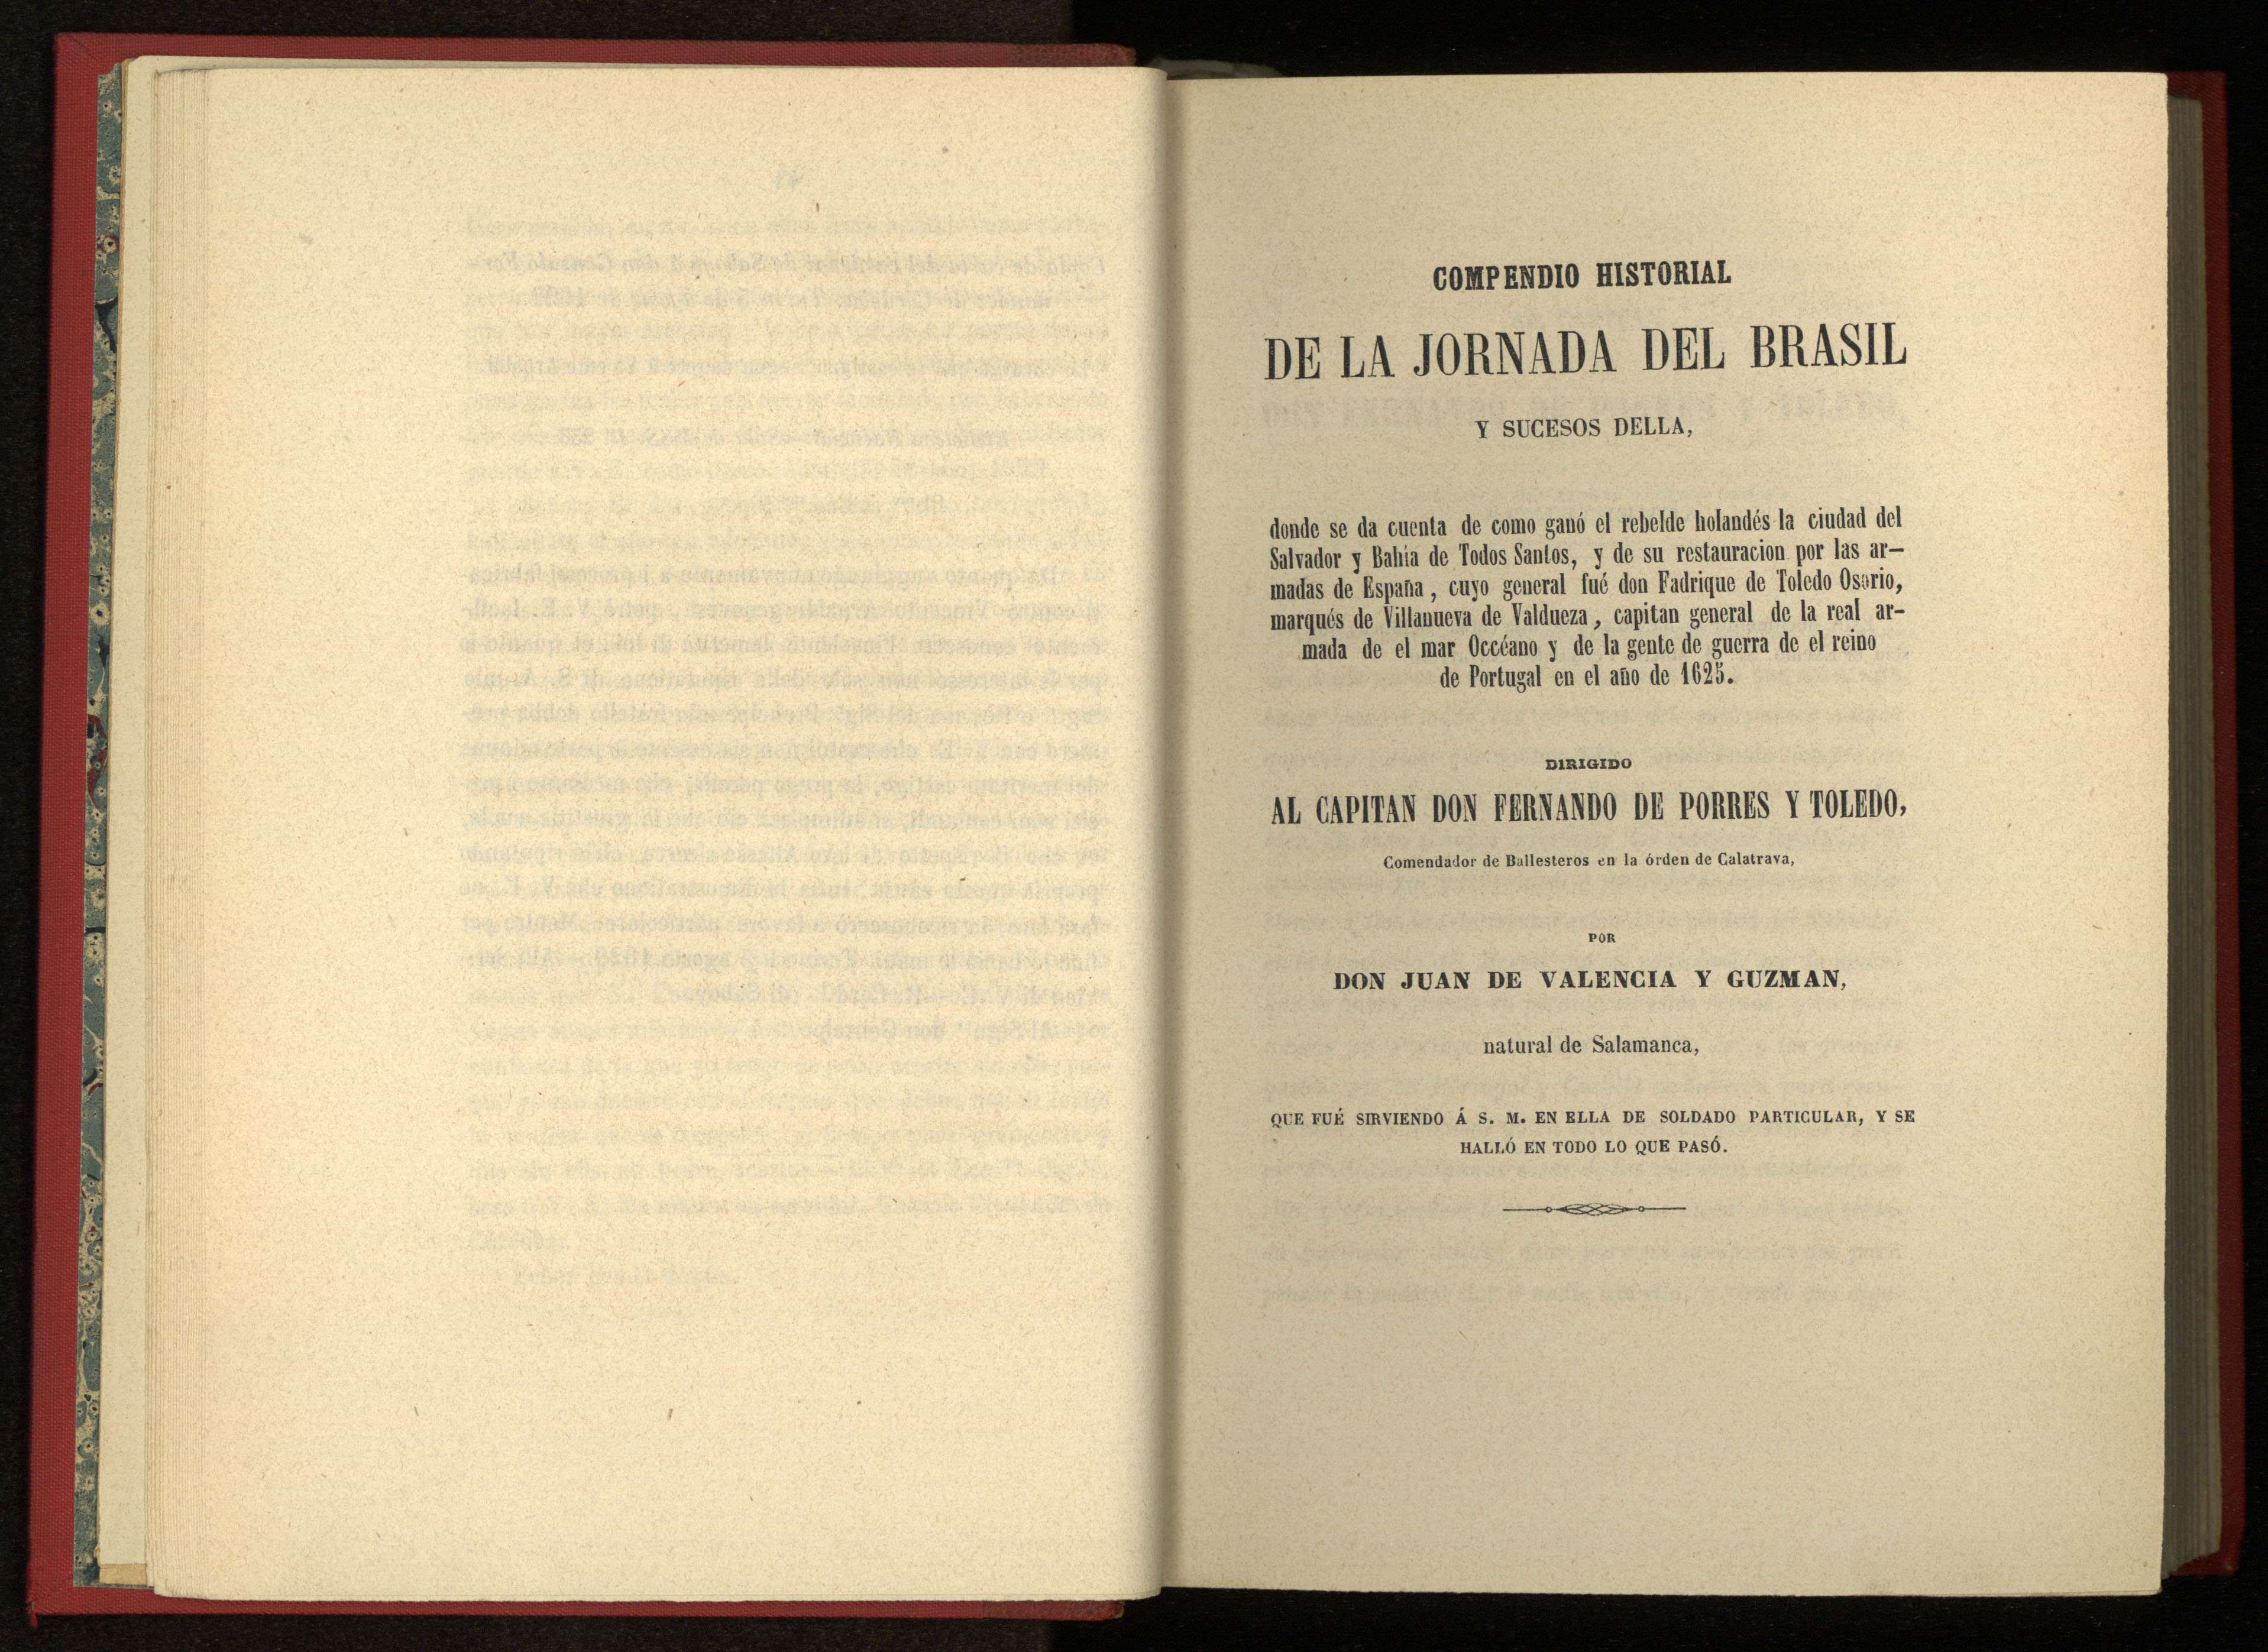 COMPENDIO HISTORIAL
DE LA JORNADA DEL BRASIL
Y SUCESOS DELLA,
donde se da cuenta de como ganó el rebelde holandés la ciudad del
Salvador y Bahía de Todos Santos, y de su restauracion por las ar-
madas de España, cuyo general fué don Fadrique de Toledo Osorio,
marqués de Villanueva de Valdueza, capitan general de la real ar-
mada de el mar Occéano y de la gente de guerra de el reino
de Portugal en el año de 1625.
DIRIGIDO
AL CAPITAN DON FERNANDO DE PORRES Y TOLEDO,
Comendador de Ballesteros en la órden de Calatrava,
POR
DON JUAN DE VALENCIA Y GUZMAN,
natural de Salamanca,
QUE FUÉ SIRVIENDO Á S. M. EN ELLA DE SOLDADO PARTICULAR, Y SE
HALLÓ EN TODO LO QUE PASÓ.